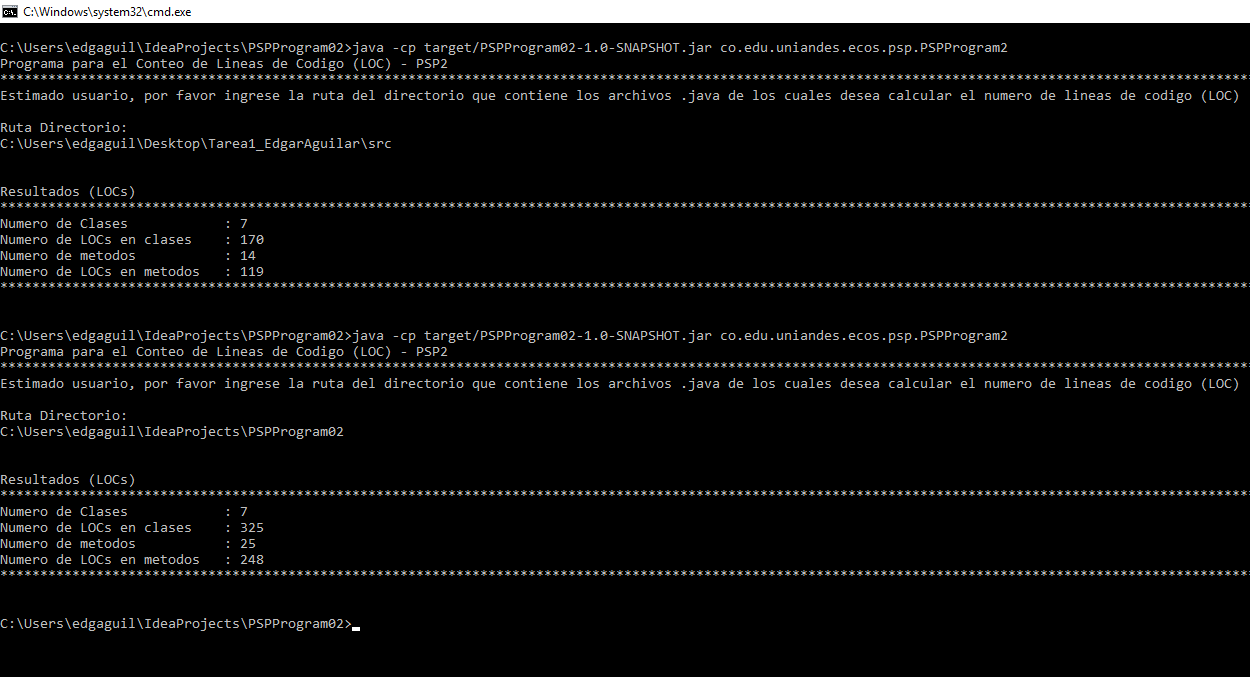 C:\Windows\system32\cmd.exe
C:\Users\edgaguil\IdeaProjects\PSPProgram02>java -cp target/PSPProgram02-1.0-SNAPSHOT.jar co.edu.uniandes.ecos.psp.PSPProgram2
Programa para el Conteo de Lineas de Codigo (LOC) - PSP2
************************************************************************************************************************************************************
Estimado usuario, por favor ingrese la ruta del directorio que contiene los archivos .java de los cuales desea calcular el numero de lineas de codigo (LOC)
Ruta Directorio:
C:\Users\edgaguil\Desktop\Tarea1_EdgarAguilar\src
Resultados (LOCs)
************************************************************************************************************************************************************
Numero de Clases            : 7
Numero de LOCs en clases    : 170
Numero de metodos           : 14
Numero de LOCs en metodos   : 119
************************************************************************************************************************************************************
C:\Users\edgaguil\IdeaProjects\PSPProgram02>java -cp target/PSPProgram02-1.0-SNAPSHOT.jar co.edu.uniandes.ecos.psp.PSPProgram2
Programa para el Conteo de Lineas de Codigo (LOC) - PSP2
************************************************************************************************************************************************************
Estimado usuario, por favor ingrese la ruta del directorio que contiene los archivos .java de los cuales desea calcular el numero de lineas de codigo (LOC)
Ruta Directorio:
C:\Users\edgaguil\IdeaProjects\PSPProgram02
Resultados (LOCs)
************************************************************************************************************************************************************
Numero de Clases            : 7
Numero de LOCs en clases    : 325
Numero de metodos           : 25
Numero de LOCs en metodos   : 248
************************************************************************************************************************************************************
C:\Users\edgaguil\IdeaProjects\PSPProgram02>